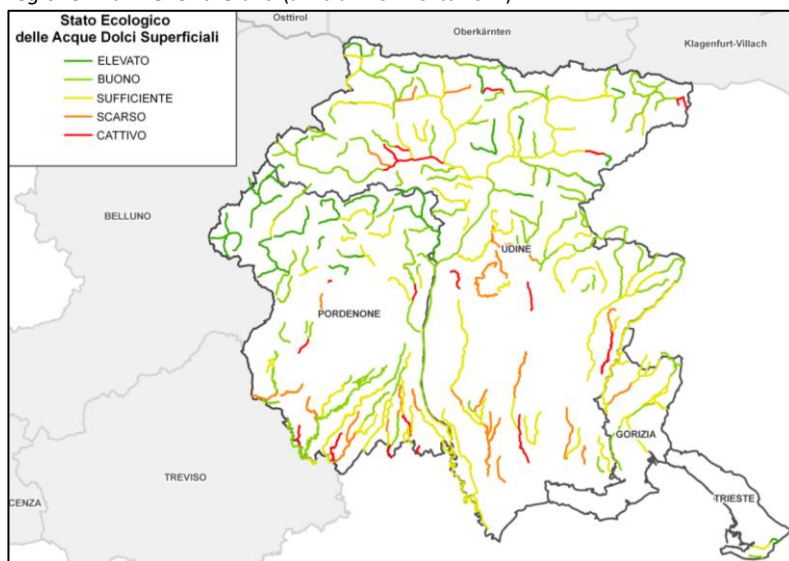 Stato Ecologico
delle Acque Dolci Superficiali
ELEVATO
BUONO
SUFFICIENTE
SCARSO
CATTIVO
Osttirol
Oberkärnten
Klagenfurt-Villach
BELLUNO
UDINE
PORDENONE
GORIZIA
TREVISO
TRIESTE
CENZA